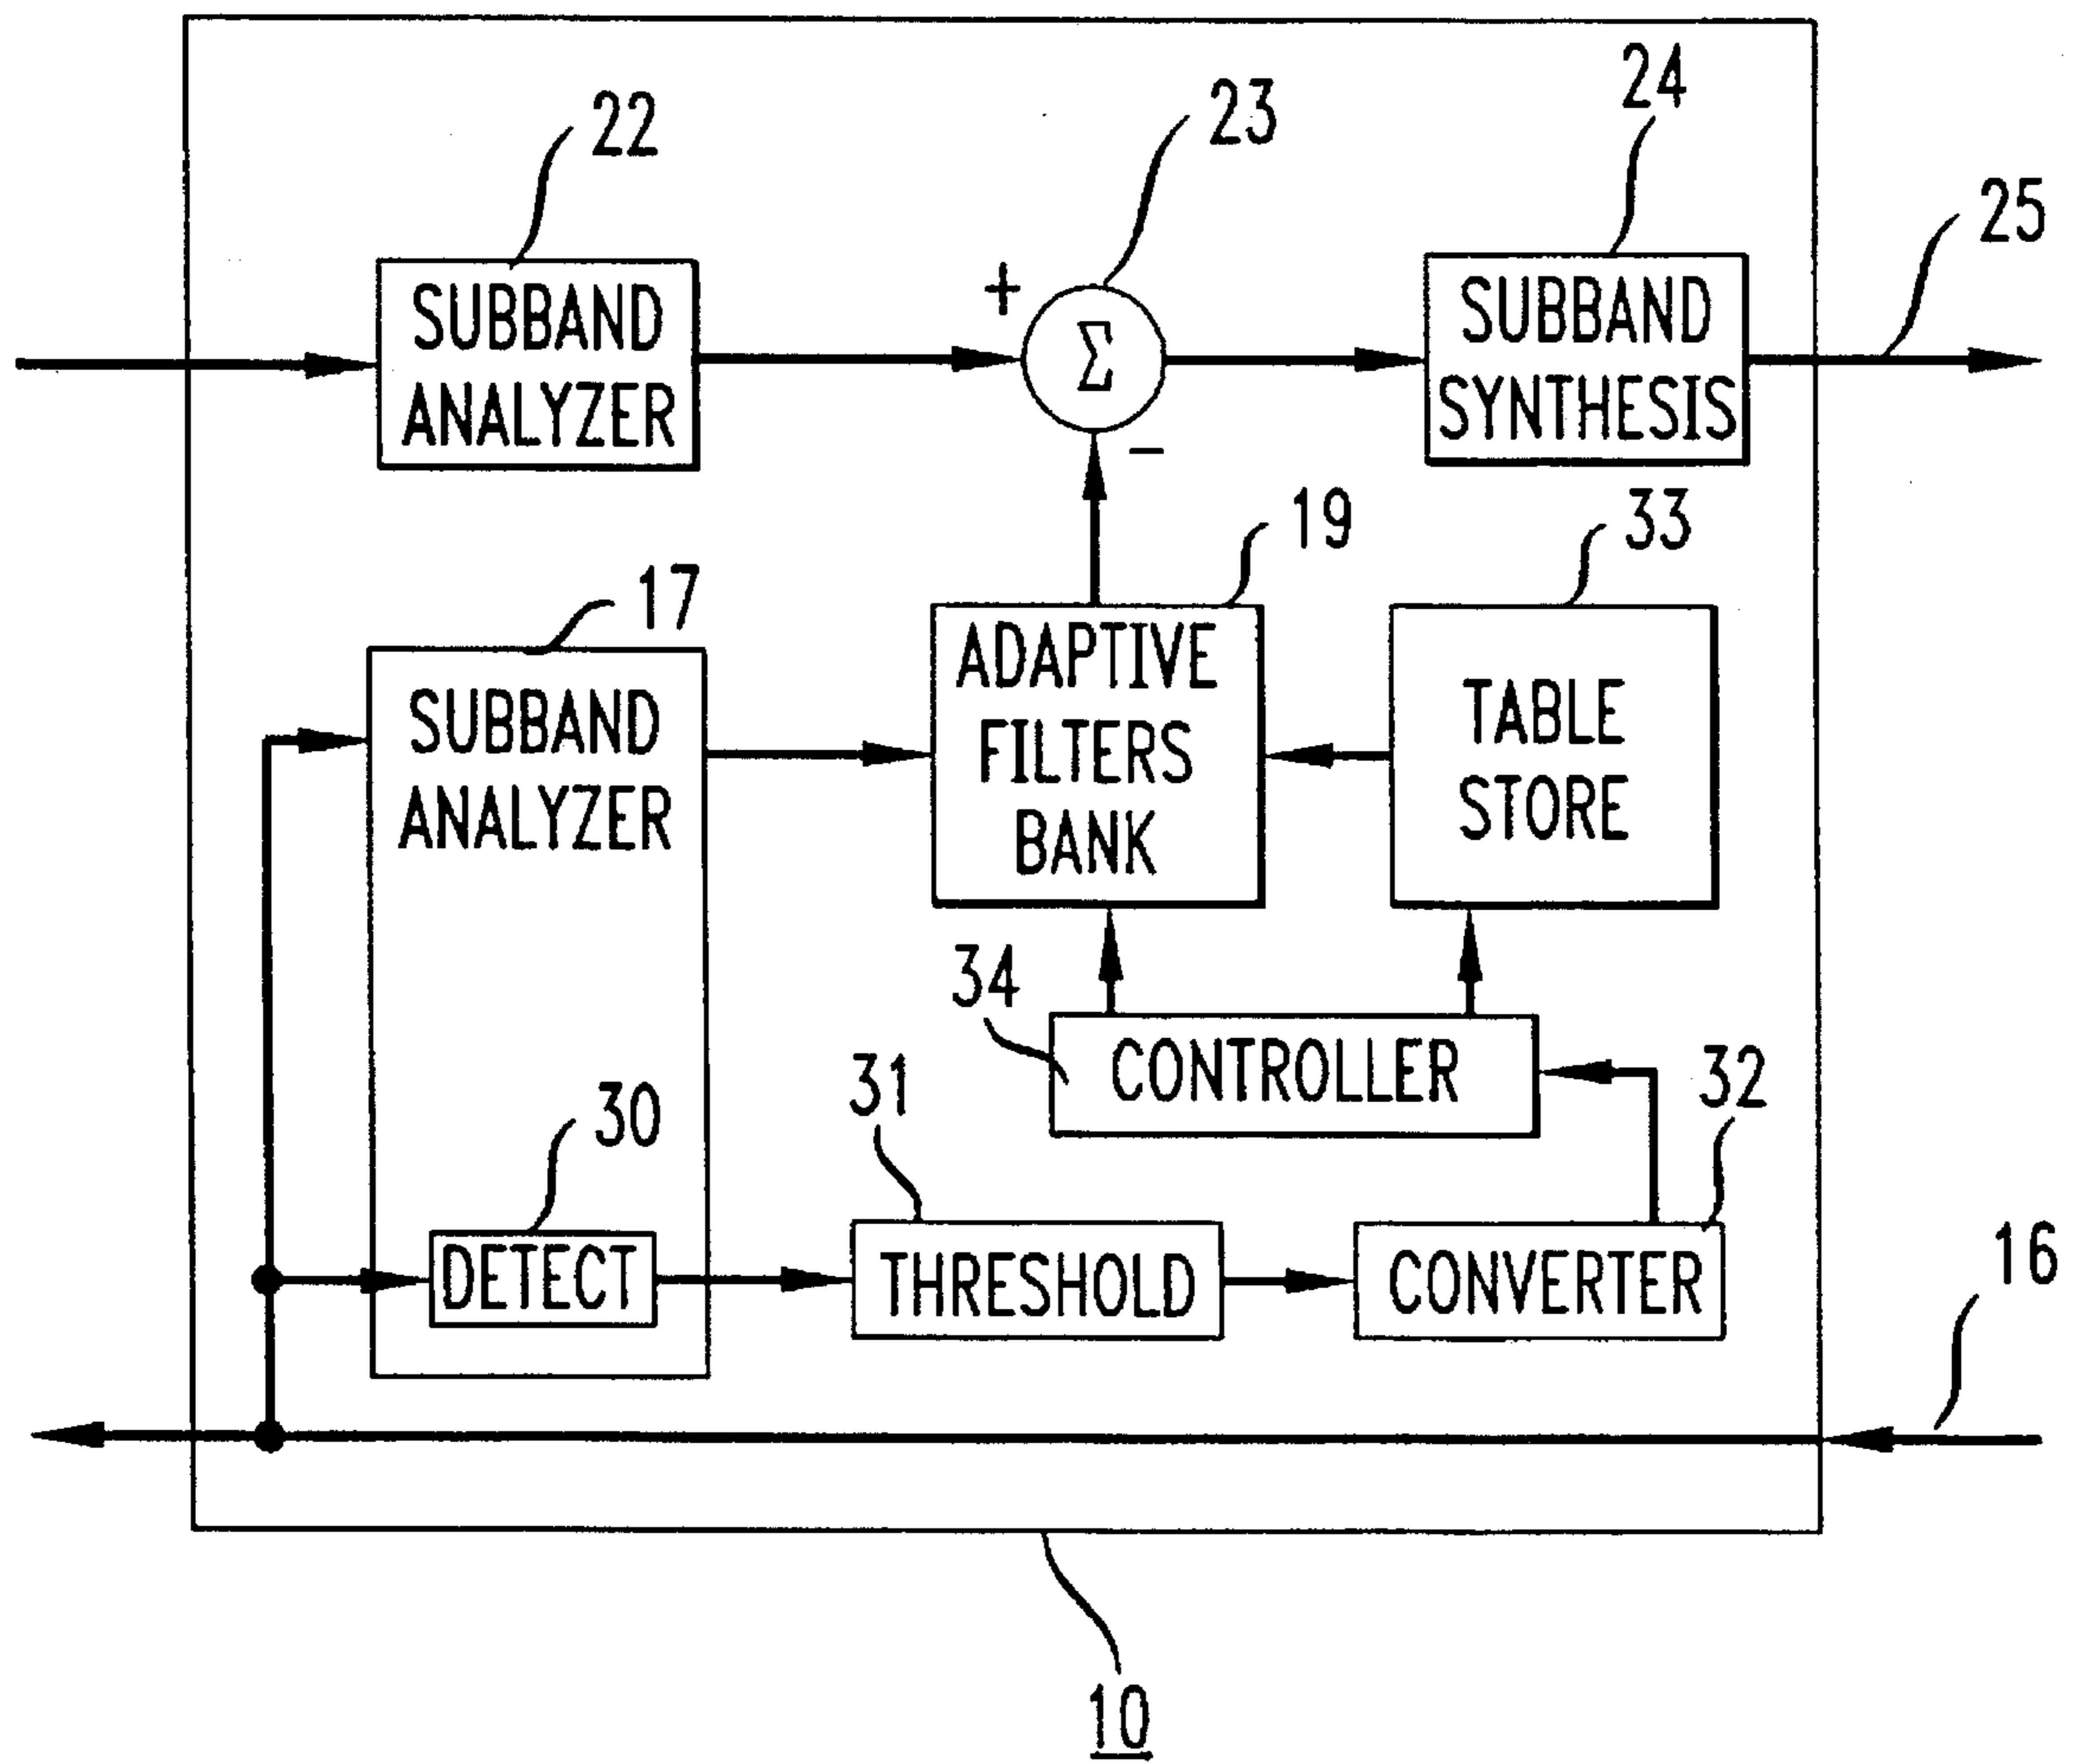 24
23
22
25
+
SUBBAND
ANALYZER
Σ
SUBBAND
SYNTHESIS
−
19
33
17
SUBBAND
ANALYZER
ADAPTIVE
FILTERS
BANK
TABLE
STORE
34
CONTROLLER
31
32
30
DETECT
THRESHOLD
CONVERTER
16
10